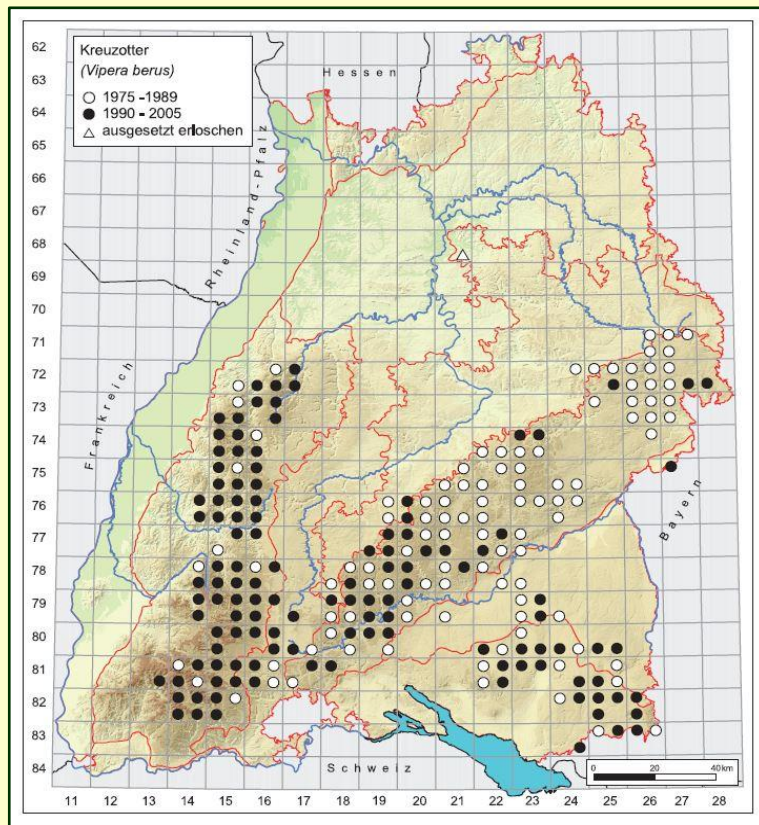 Kreuzotter
(Vipera berus)
1975 -1989
1990 - 2005
ausgesetzt erloschen
Hessen
Rheinland-Pfalz
Frankreich
Bayern
Schweiz
0 20 40km
62
63
64
65
66
67
68
69
70
71
72
73
74
75
76
77
78
79
80
81
82
83
84
11 12 13 14 15 16 17 18 19 20 21 22 23 24 25 26 27 28